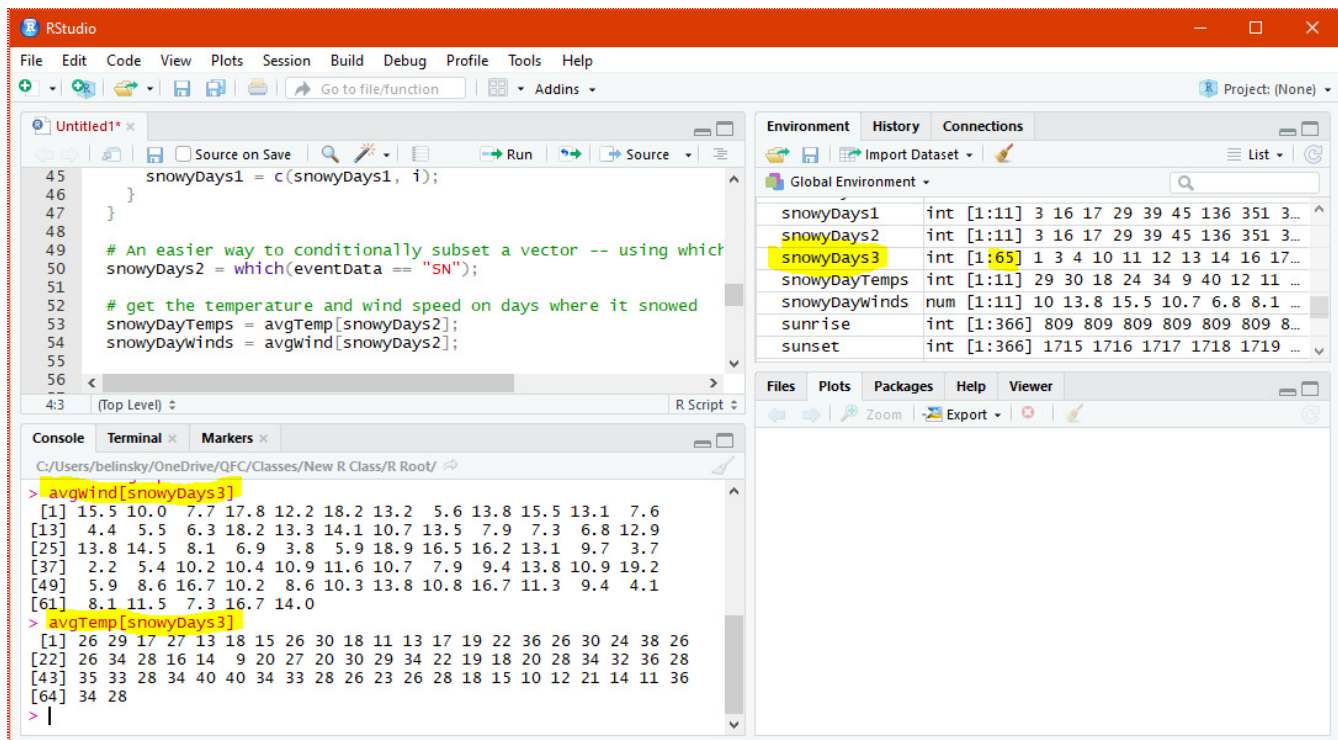 RStudio
File Edit Code View Plots Session Build Debug Profile Tools Help
Go to file/function Addins Project: (None)
Untitled1*
Source on Save Run Source
45 snowyDays1 = c(snowyDays1, i);
46 }
47 }
48
49 # An easier way to conditionally subset a vector -- using which
50 snowyDays2 = which(eventData == "SN");
51
52 # get the temperature and wind speed on days where it snowed
53 snowyDayTemps = avgTemp[snowyDays2];
54 snowyDayWinds = avgWind[snowyDays2];
55
56
4:3 (Top Level) R Script
Console Terminal Markers
C:/Users/belinsky/OneDrive/QFC/Classes/New R Class/R Root/
> avgWind[snowyDays3]
[1] 15.5 10.0 7.7 17.8 12.2 18.2 13.2 5.6 13.8 15.5 13.1 7.6
[13] 4.4 5.5 6.3 18.2 13.3 14.1 10.7 13.5 7.9 7.3 6.8 12.9
[25] 13.8 14.5 8.1 6.9 3.8 5.9 18.9 16.5 16.2 13.1 9.7 3.7
[37] 2.2 5.4 10.2 10.4 10.9 11.6 10.7 7.9 9.4 13.8 10.9 19.2
[49] 5.9 8.6 16.7 10.2 8.6 10.3 13.8 10.8 16.7 11.3 9.4 4.1
[61] 8.1 11.5 7.3 16.7 14.0
> avgTemp[snowyDays3]
[1] 26 29 17 27 13 18 15 26 30 18 11 13 17 19 22 36 26 30 24 38 26
[22] 26 34 28 16 14 9 20 27 20 30 29 34 22 19 18 20 28 34 32 36 28
[43] 35 33 28 34 40 40 34 33 28 26 23 26 28 18 15 10 12 21 14 11 36
[64] 34 28
>
Environment History Connections
Import Dataset List
Global Environment
snowyDays1 int [1:11] 3 16 17 29 39 45 136 351 3…
snowyDays2 int [1:11] 3 16 17 29 39 45 136 351 3…
snowyDays3 int [1:65] 1 3 4 10 11 12 13 14 16 17…
snowyDayTemps int [1:11] 29 30 18 24 34 9 40 12 11 …
snowyDayWinds num [1:11] 10 13.8 15.5 10.7 6.8 8.1 …
sunrise int [1:366] 809 809 809 809 809 809 8…
sunset int [1:366] 1715 1716 1717 1718 1719 …
Files Plots Packages Help Viewer
Zoom Export